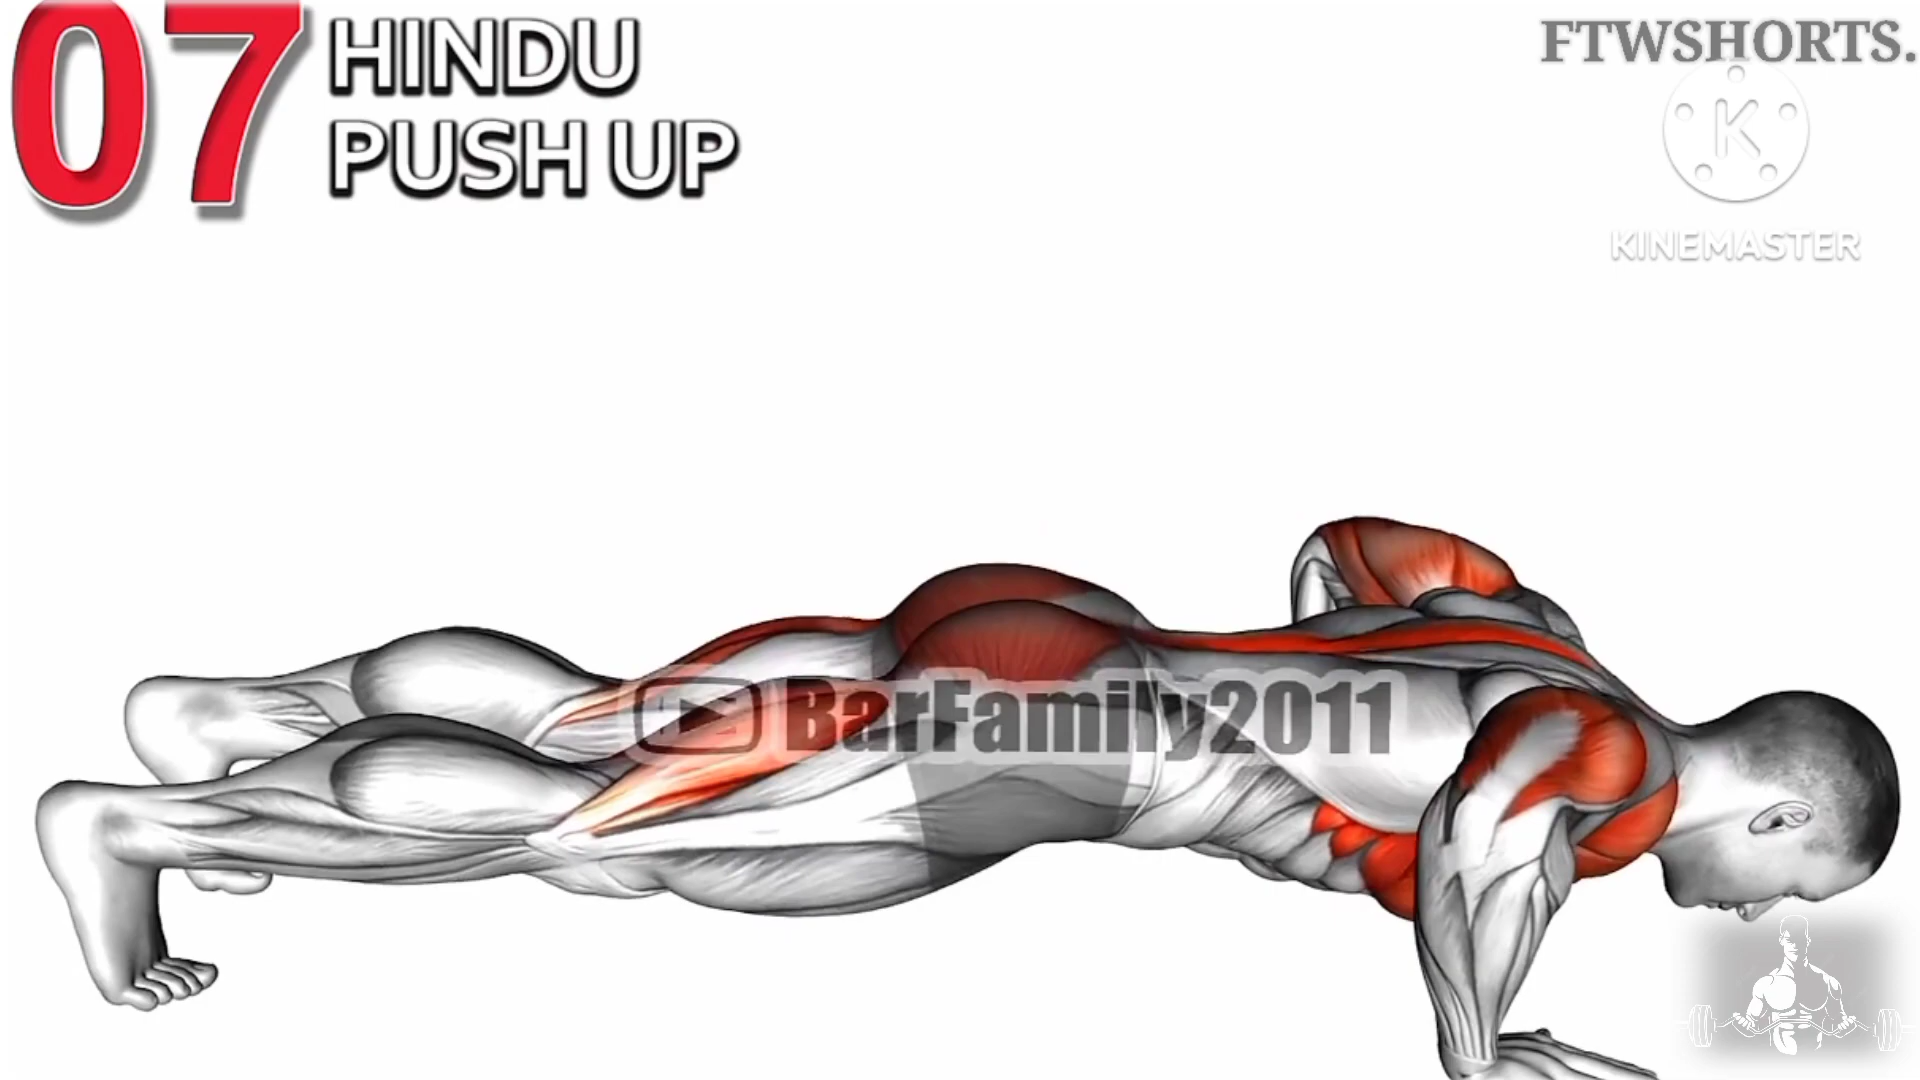 07
HINDU
PUSH UP
FTWSHORTS.
K
KINEMASTER
BarFamily2011